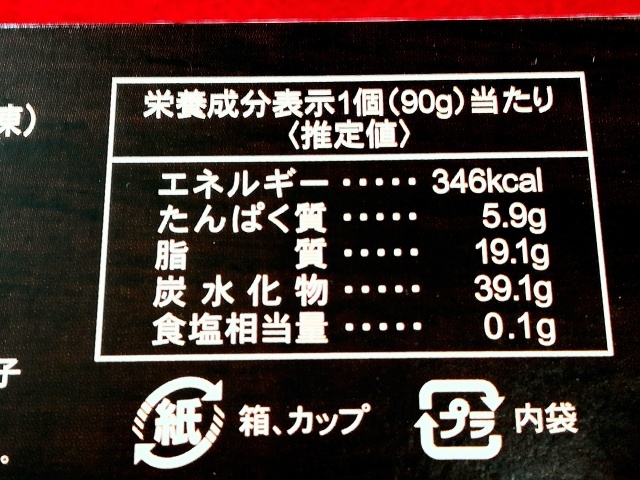 凍)
栄養成分表示1個(90g)当たり
〈推定値〉
エネルギー・・・・・346kcal
たんぱく質・・・・・5.9g
脂質・・・・・19.1g
炭水化物・・・・・39.1g
食塩相当量・・・・・0.1g
子
紙 箱、カップ プラ 内袋
。